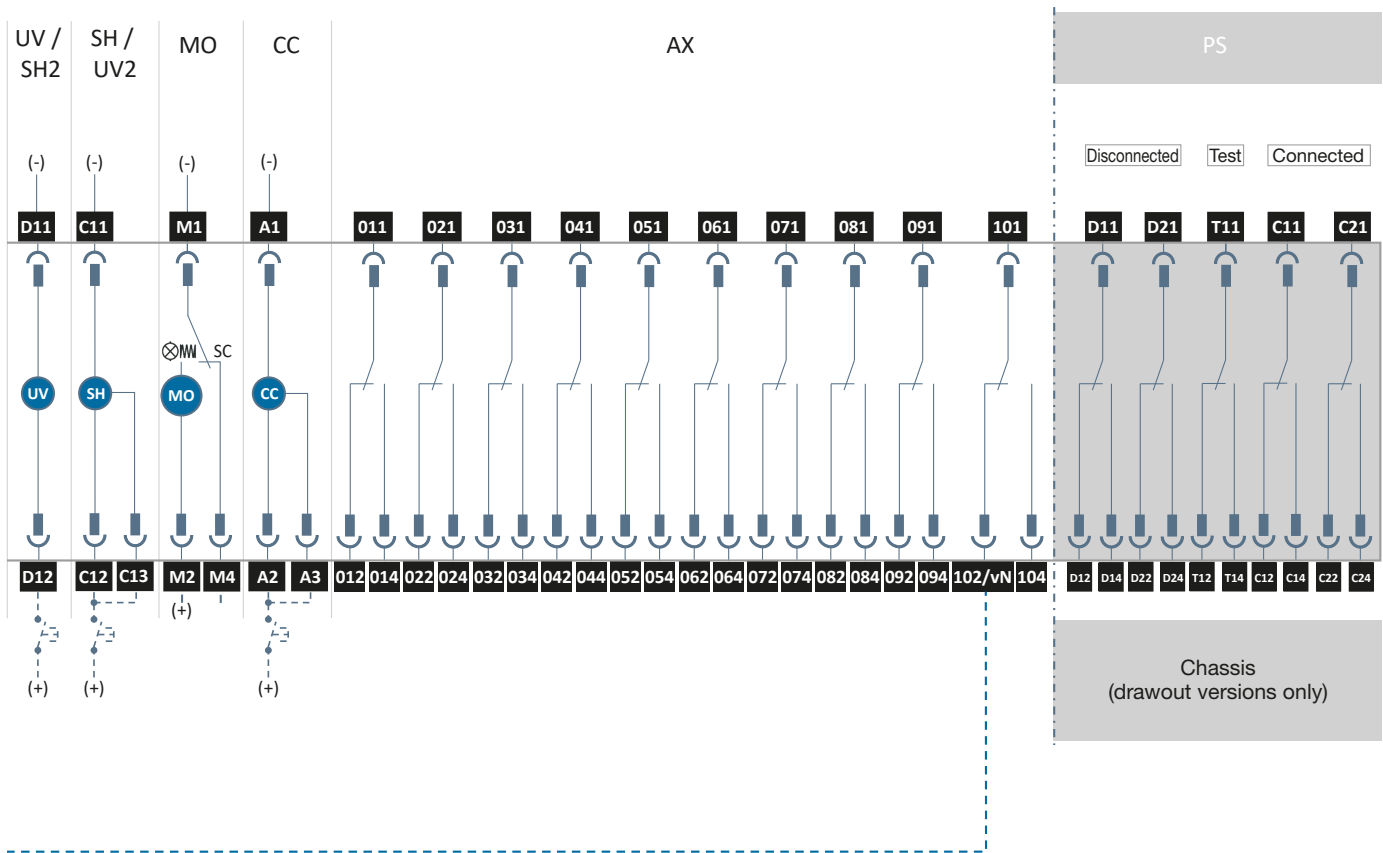 UV / SH2
SH / UV2
MO
CC
AX
PS
Disconnected
Test
Connected
(-)
(-)
(-)
(-)
D11
C11
M1
A1
011
021
031
041
051
061
071
081
091
101
D11
D21
T11
C11
C21
SC
UV
SH
MO
CC
D12
C12
C13
M2
M4
A2
A3
012
014
022
024
032
034
042
044
052
054
062
064
072
074
082
084
092
094
102/vN
104
D12
D14
D22
D24
T12
T14
C12
C14
C22
C24
(+)
(+)
(+)
(+)
Chassis
(drawout versions only)